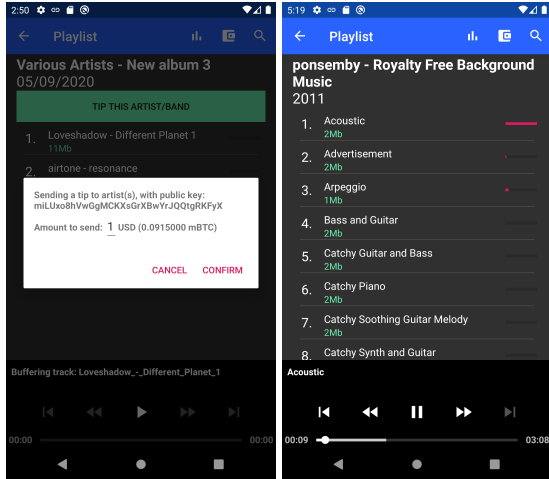 2:50
Playlist
Various Artists - New album 3
05/09/2020
TIP THIS ARTIST/BAND
1. Loveshadow - Different Planet 1
11Mb
2. airtone - resonance
Sending a tip to artist(s), with public key:
miLUxo8hVwGgMCKXsGrXBwYrJQQtgRKFyX
Amount to send: 1 USD (0.0915000 mBTC)
CANCEL CONFIRM
Buffering track: Loveshadow_-_Different_Planet_1
00:00 00:00
5:19
Playlist
ponsemby - Royalty Free Background
Music
2011
1. Acoustic
2Mb
2. Advertisement
2Mb
3. Arpeggio
1Mb
4. Bass and Guitar
2Mb
5. Catchy Guitar and Bass
2Mb
6. Catchy Piano
2Mb
7. Catchy Soothing Guitar Melody
2Mb
8. Catchy Synth and Guitar
Acoustic
00:09 03:08